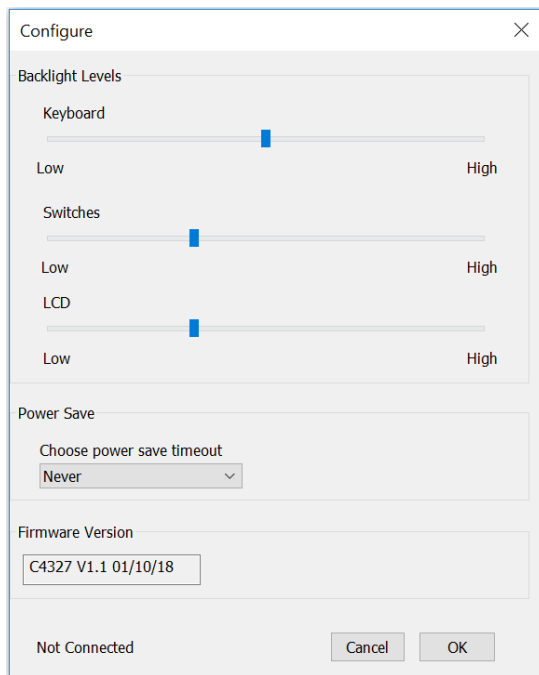 Configure
Backlight Levels
Keyboard
Low High
Switches
Low High
LCD
Low High
Power Save
Choose power save timeout
Never
Firmware Version
C4327 V1.1 01/10/18
Not Connected Cancel OK